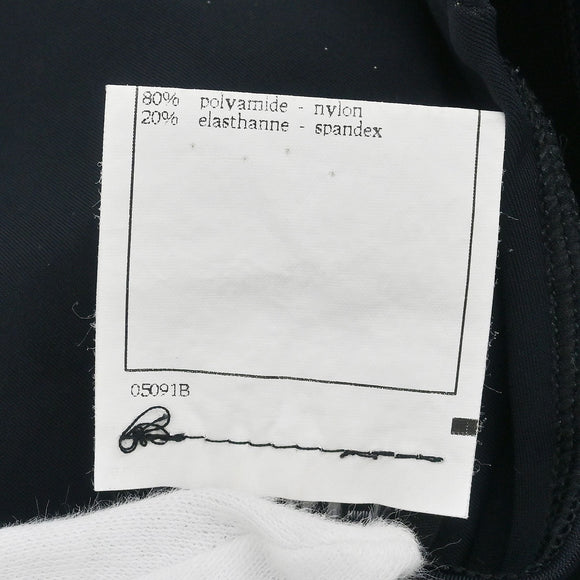 80% polyamide - nylon
20% elasthanne - spandex
05091B